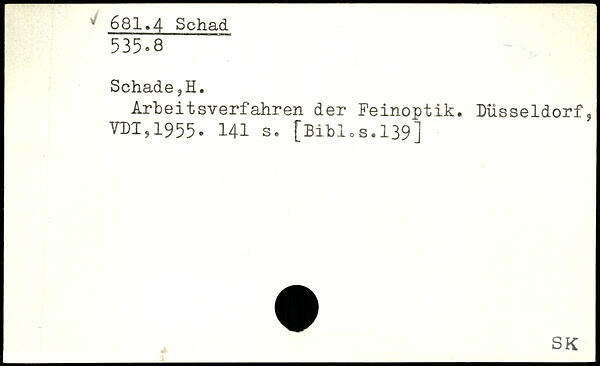 681.4 Schad
535.8
Schade,H.
Arbeitsverfahren der Feinoptik. Düsseldorf,
VDI,1955. 141 s. [Bibl.s.139]
SK